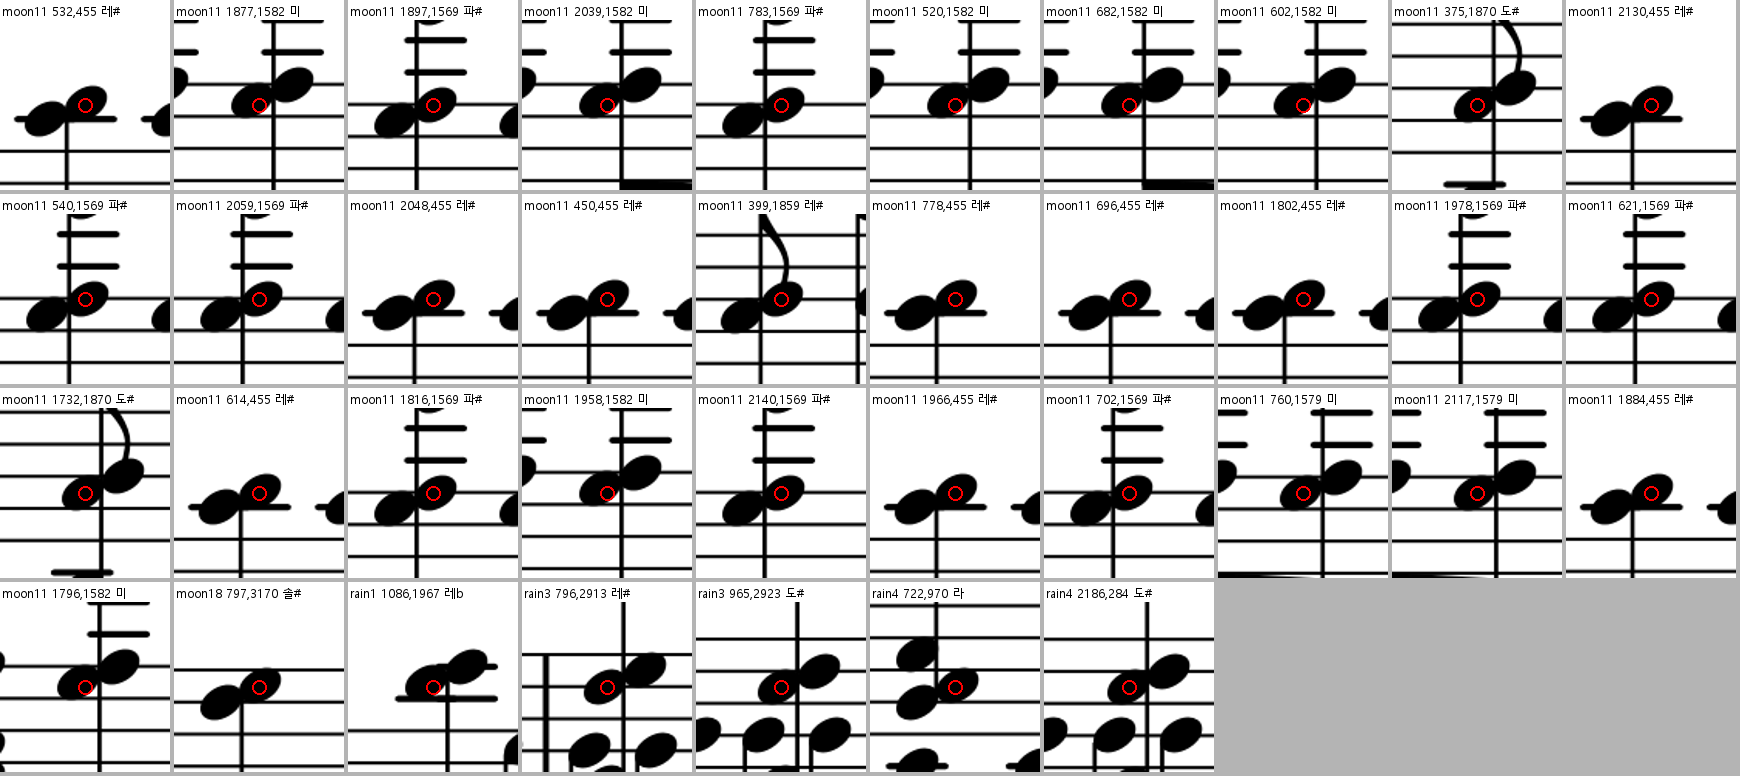 moon11 532,455 레#
moon11 1877,1582 미
moon11 1897,1569 파#
moon11 2039,1582 미
moon11 783,1569 파#
moon11 520,1582 미
moon11 682,1582 미
moon11 602,1582 미
moon11 375,1870 도#
moon11 2130,455 레#
moon11 540,1569 파#
moon11 2059,1569 파#
moon11 2048,455 레#
moon11 450,455 레#
moon11 399,1859 레#
moon11 778,455 레#
moon11 696,455 레#
moon11 1802,455 레#
moon11 1978,1569 파#
moon11 621,1569 파#
moon11 1732,1870 도#
moon11 614,455 레#
moon11 1816,1569 파#
moon11 1958,1582 미
moon11 2140,1569 파#
moon11 1966,455 레#
moon11 702,1569 파#
moon11 760,1579 미
moon11 2117,1579 미
moon11 1884,455 레#
moon11 1796,1582 미
moon18 797,3170 솔#
rain1 1086,1967 레b
rain3 796,2913 레#
rain3 965,2923 도#
rain4 722,970 라
rain4 2186,284 도#